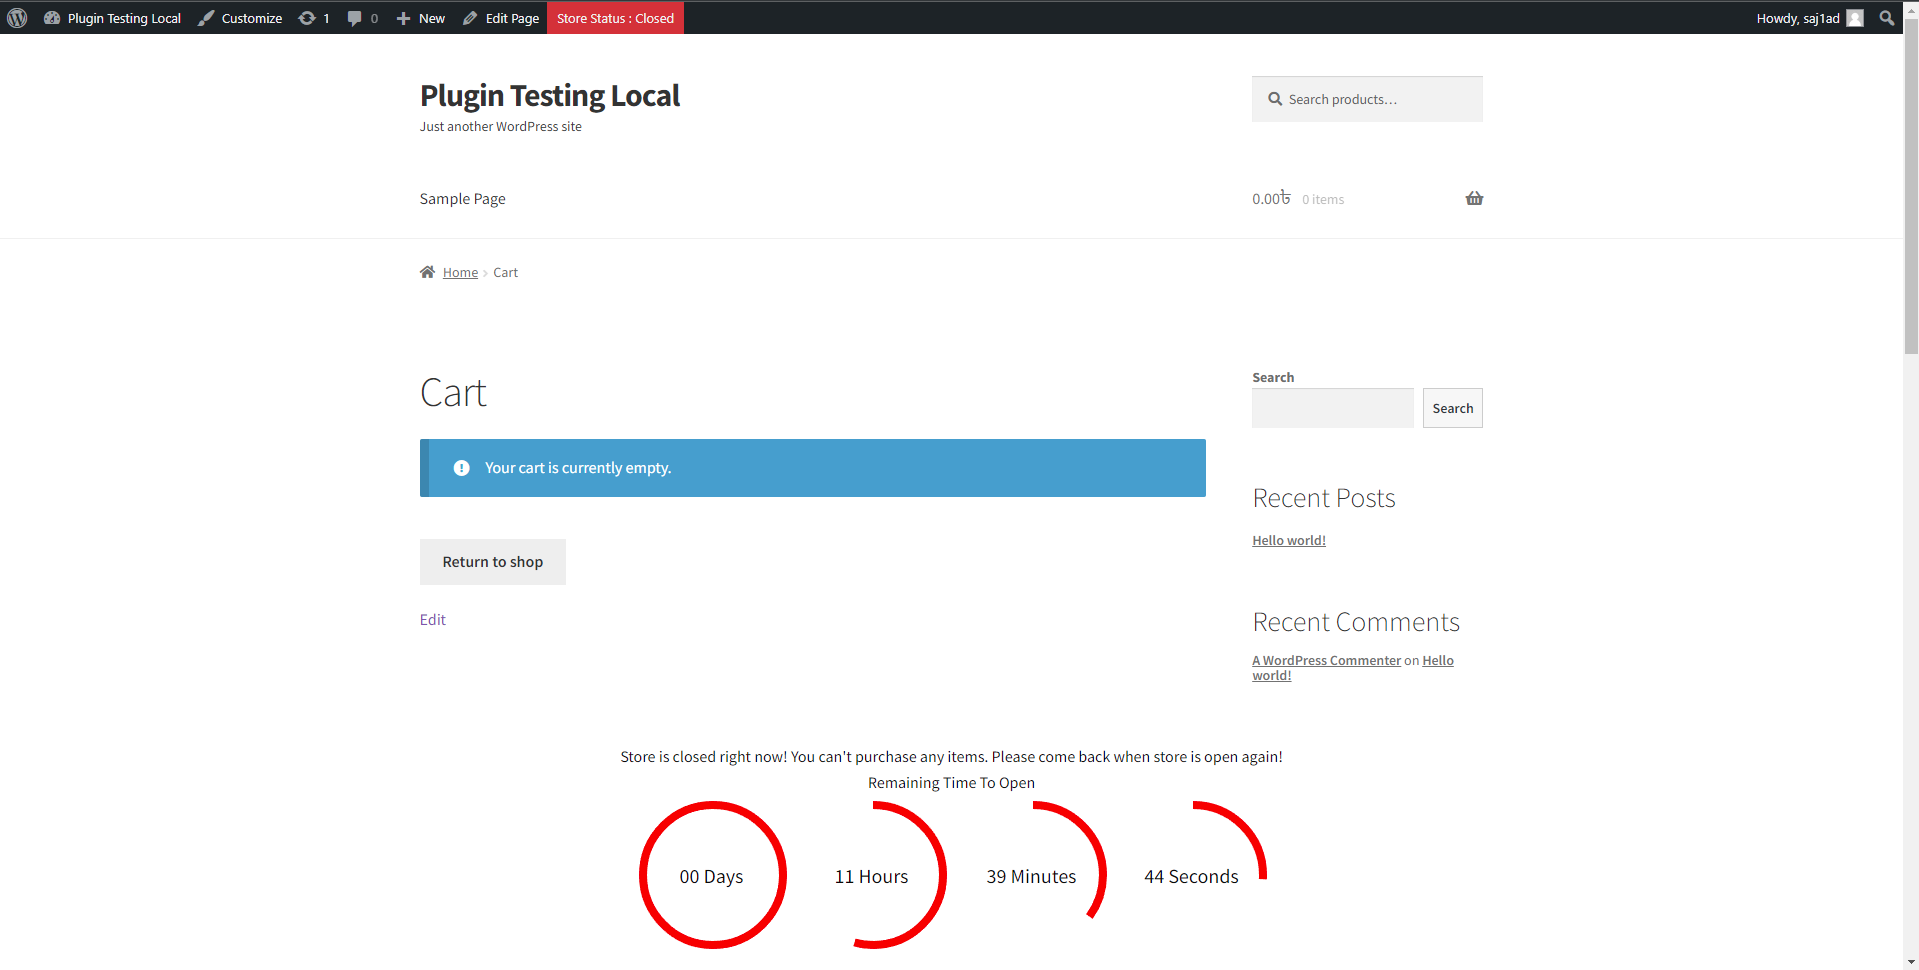 Plugin Testing Local Customize 1 0 New Edit Page Store Status : Closed Howdy, saj1ad
Plugin Testing Local
Just another WordPress site
Search products…
Sample Page
0.00৳ 0 items
Home Cart
Cart
Your cart is currently empty.
Return to shop
Edit
Search
Search
Recent Posts
Hello world!
Recent Comments
A WordPress Commenter on Hello
world!
Store is closed right now! You can't purchase any items. Please come back when store is open again!
Remaining Time To Open
00 Days 11 Hours 39 Minutes 44 Seconds